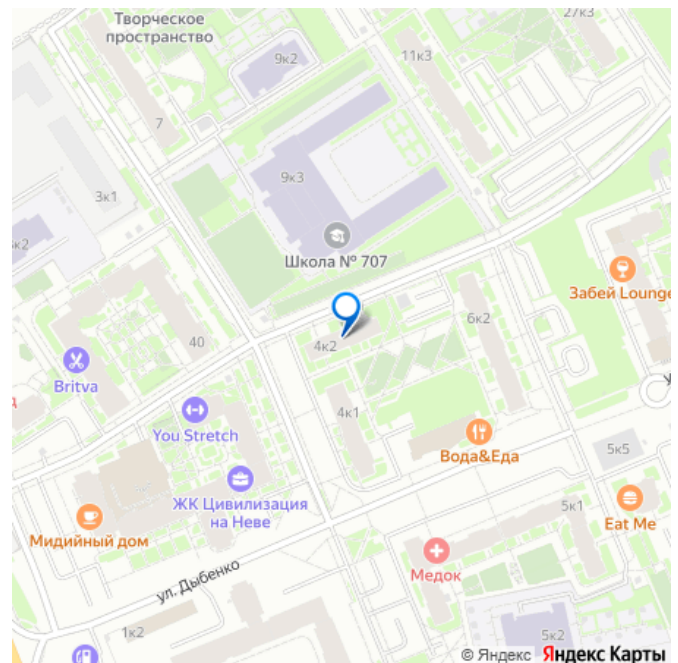 Творческое
пространство
27к3
9к2
11к3
7
9к3
3к1
к2
Школа № 707
Забей Lounge
6к2
4к2
40
Britva
д
4к1
You Stretch
Вода&Еда
5к5
ЖК Цивилизация
на Неве
5к1
Eat Me
Мидийный дом
Медок
ул. Дыбенко
1к2
5к2
© Яндекс Яндекс Карты